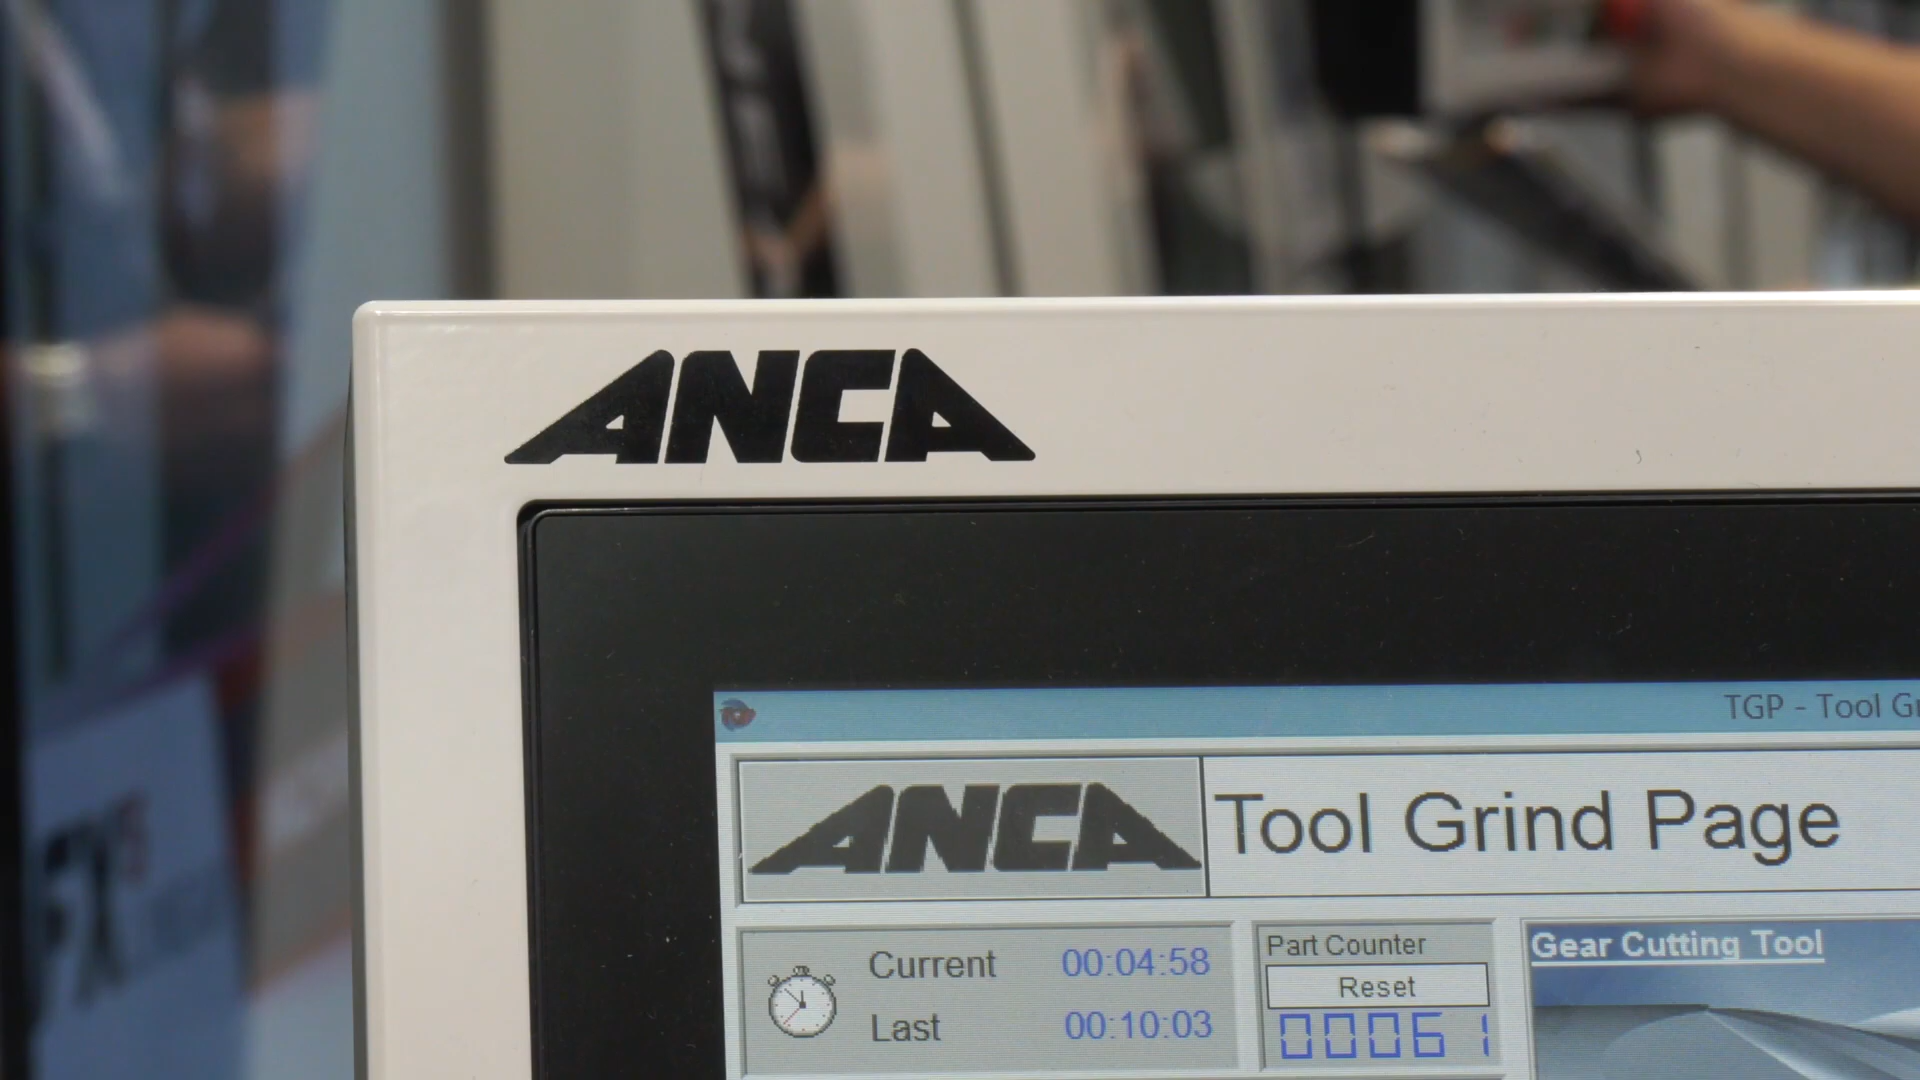 ANCA
TGP - Tool Gr
ANCA
Tool Grind Page
Current 00:04:58
Last 00:10:03
Part Counter
Reset
00061
Gear Cutting Tool